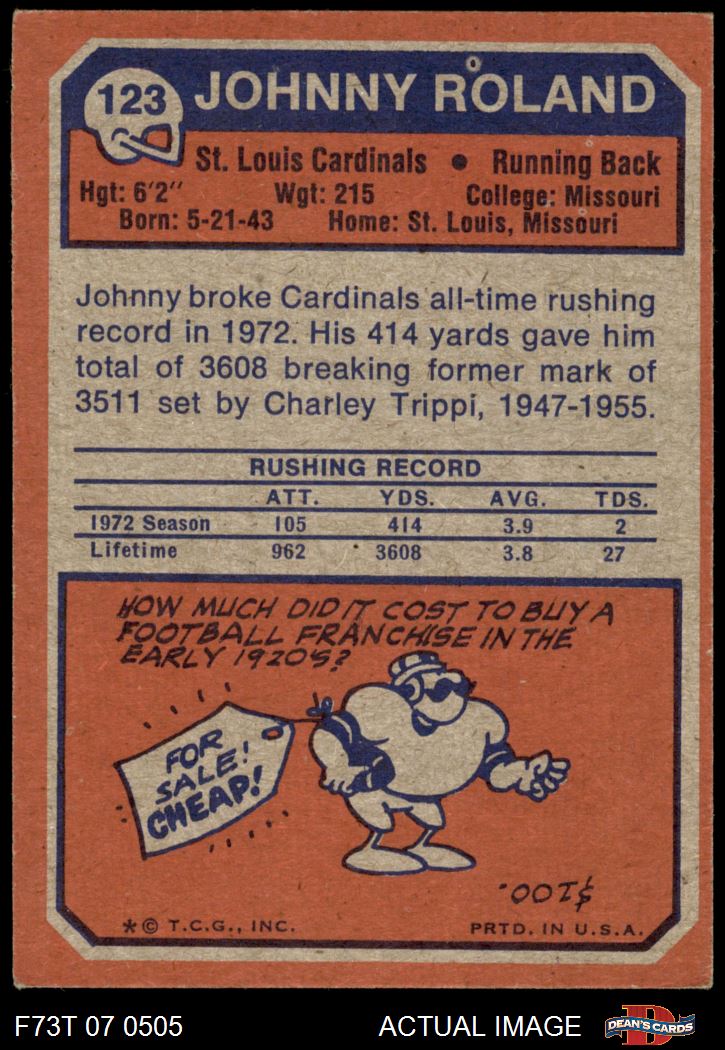 123 JOHNNY ROLAND
St. Louis Cardinals • Running Back
Hgt: 6'2" Wgt: 215 College: Missouri
Born: 5-21-43 Home: St. Louis, Missouri
Johnny broke Cardinals all-time rushing
record in 1972. His 414 yards gave him
total of 3608 breaking former mark of
3511 set by Charley Trippi, 1947-1955.
RUSHING RECORD
ATT. YDS. AVG. TDS.
1972 Season 105 414 3.9 2
Lifetime 962 3608 3.8 27
HOW MUCH DID IT COST TO BUY A
FOOTBALL FRANCHISE IN THE
EARLY 1920'S?
FOR
SALE!
CHEAP!
$100.
* © T.C.G., INC. PRTD. IN U.S.A.
F73T 07 0505 ACTUAL IMAGE D DEAN'S CARDS